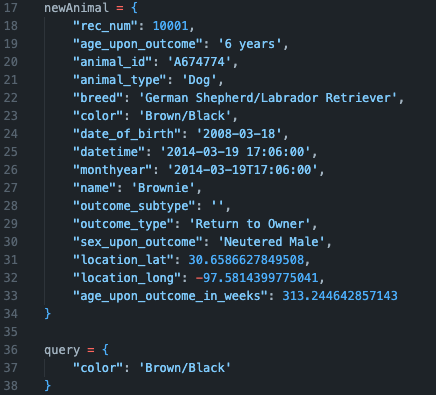 17 newAnimal = {
18     "rec_num": 10001,
19     "age_upon_outcome": '6 years',
20     "animal_id": 'A674774',
21     "animal_type": 'Dog',
22     "breed": 'German Shepherd/Labrador Retriever',
23     "color": 'Brown/Black',
24     "date_of_birth": '2008-03-18',
25     "datetime": '2014-03-19 17:06:00',
26     "monthyear": '2014-03-19T17:06:00',
27     "name": 'Brownie',
28     "outcome_subtype": '',
29     "outcome_type": 'Return to Owner',
30     "sex_upon_outcome": 'Neutered Male',
31     "location_lat": 30.6586627849508,
32     "location_long": -97.5814399775041,
33     "age_upon_outcome_in_weeks": 313.244642857143
34 }
35
36 query = {
37     "color": 'Brown/Black'
38 }